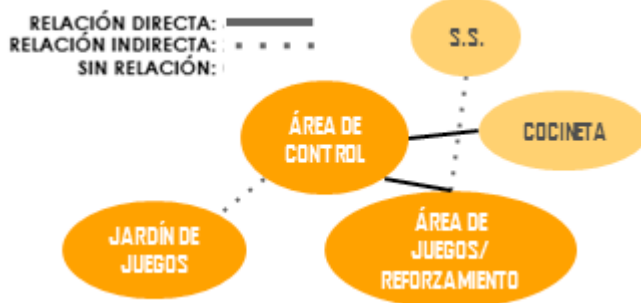 RELACIÓN DIRECTA:
RELACIÓN INDIRECTA:
SIN RELACIÓN:
S.S.
ÁREA DE
CONTROL
COCINETA
JARDÍN DE
JUEGOS
ÁREA DE
JUEGOS/
REFORZAMIENTO